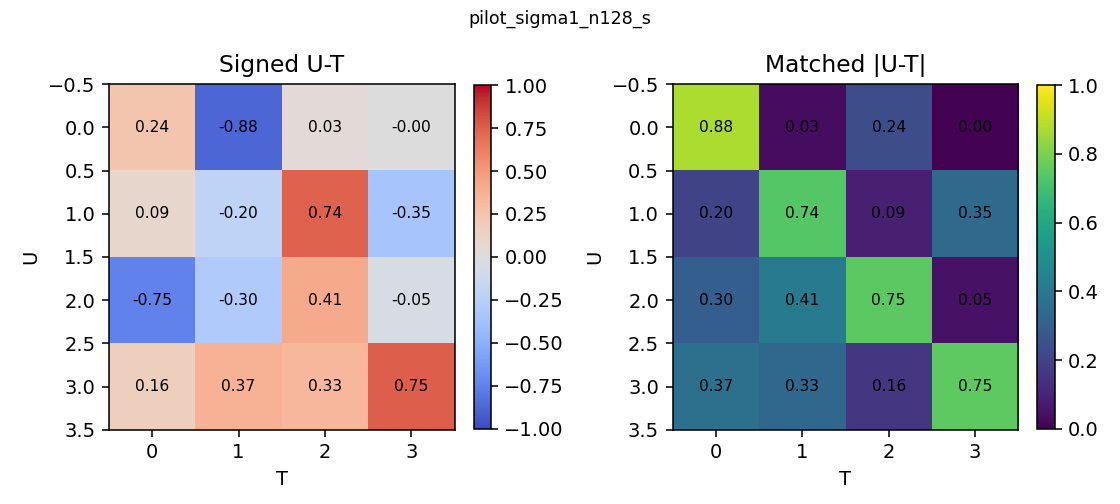 pilot_sigma1_n128_s
Signed U-T
−0.5
0.0
0.5
1.0
1.5
2.0
2.5
3.0
3.5
U
0.24 -0.88 0.03 -0.00
0.09 -0.20 0.74 -0.35
-0.75 -0.30 0.41 -0.05
0.16 0.37 0.33 0.75
0 1 2 3
T
1.00
0.75
0.50
0.25
0.00
−0.25
−0.50
−0.75
−1.00
Matched |U-T|
−0.5
0.0
0.5
1.0
1.5
2.0
2.5
3.0
3.5
U
0.88 0.03 0.24 0.00
0.20 0.74 0.09 0.35
0.30 0.41 0.75 0.05
0.37 0.33 0.16 0.75
0 1 2 3
T
1.0
0.8
0.6
0.4
0.2
0.0